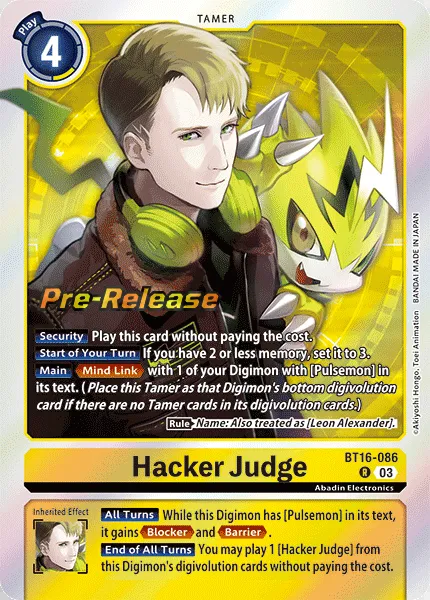 TAMER
Play
4
Pre-Release
Security Play this card without paying the cost.
Start of Your Turn If you have 2 or less memory, set it to 3.
Main Mind Link with 1 of your Digimon with [Pulsemon] in
its text. (Place this Tamer as that Digimon's bottom digivolution
card if there are no Tamer cards in its digivolution cards.)
Rule Name: Also treated as [Leon Alexander].
©Akiyoshi Hongo, Toei Animation BANDAI MADE IN JAPAN
Hacker Judge
BT16-086
R 03
Abadin Electronics
Inherited Effect
All Turns While this Digimon has [Pulsemon] in its text,
it gains Blocker and Barrier.
End of All Turns You may play 1 [Hacker Judge] from
this Digimon's digivolution cards without paying the cost.